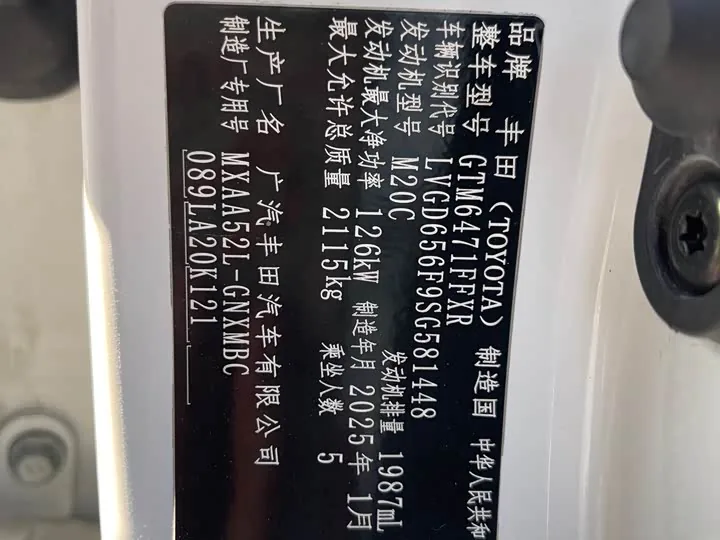 品牌 丰田（TOYOTA） 制造国 中华人民共和
整车型号 GTM6471FFXR
车辆识别代号 LVGD656F9SG581448
发动机型号 M20C 发动机排量 1987mL
发动机最大净功率 126kW 制造年月 2025年 1月
最大允许总质量 2115kg 乘坐人数 5
生产厂名 广汽丰田汽车有限公司
制造厂专用号 MXAA52L-GNXMBC
089LA20K121